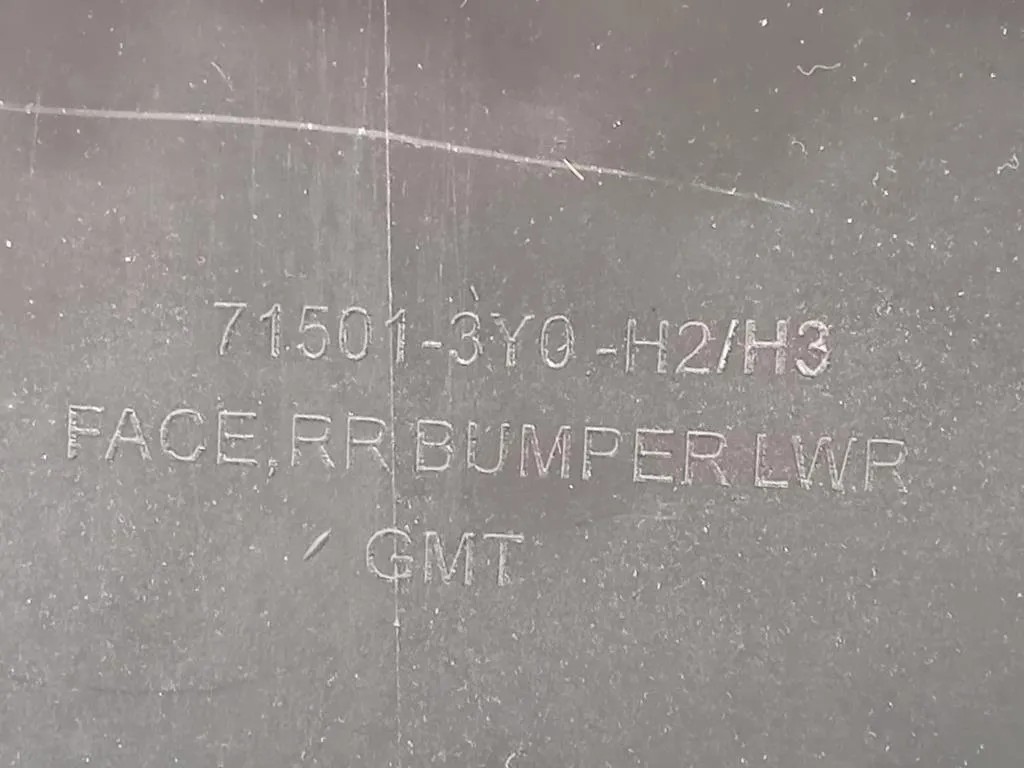 71501-3Y0 -H2/H3
FACE,RR BUMPER LWR
GMT